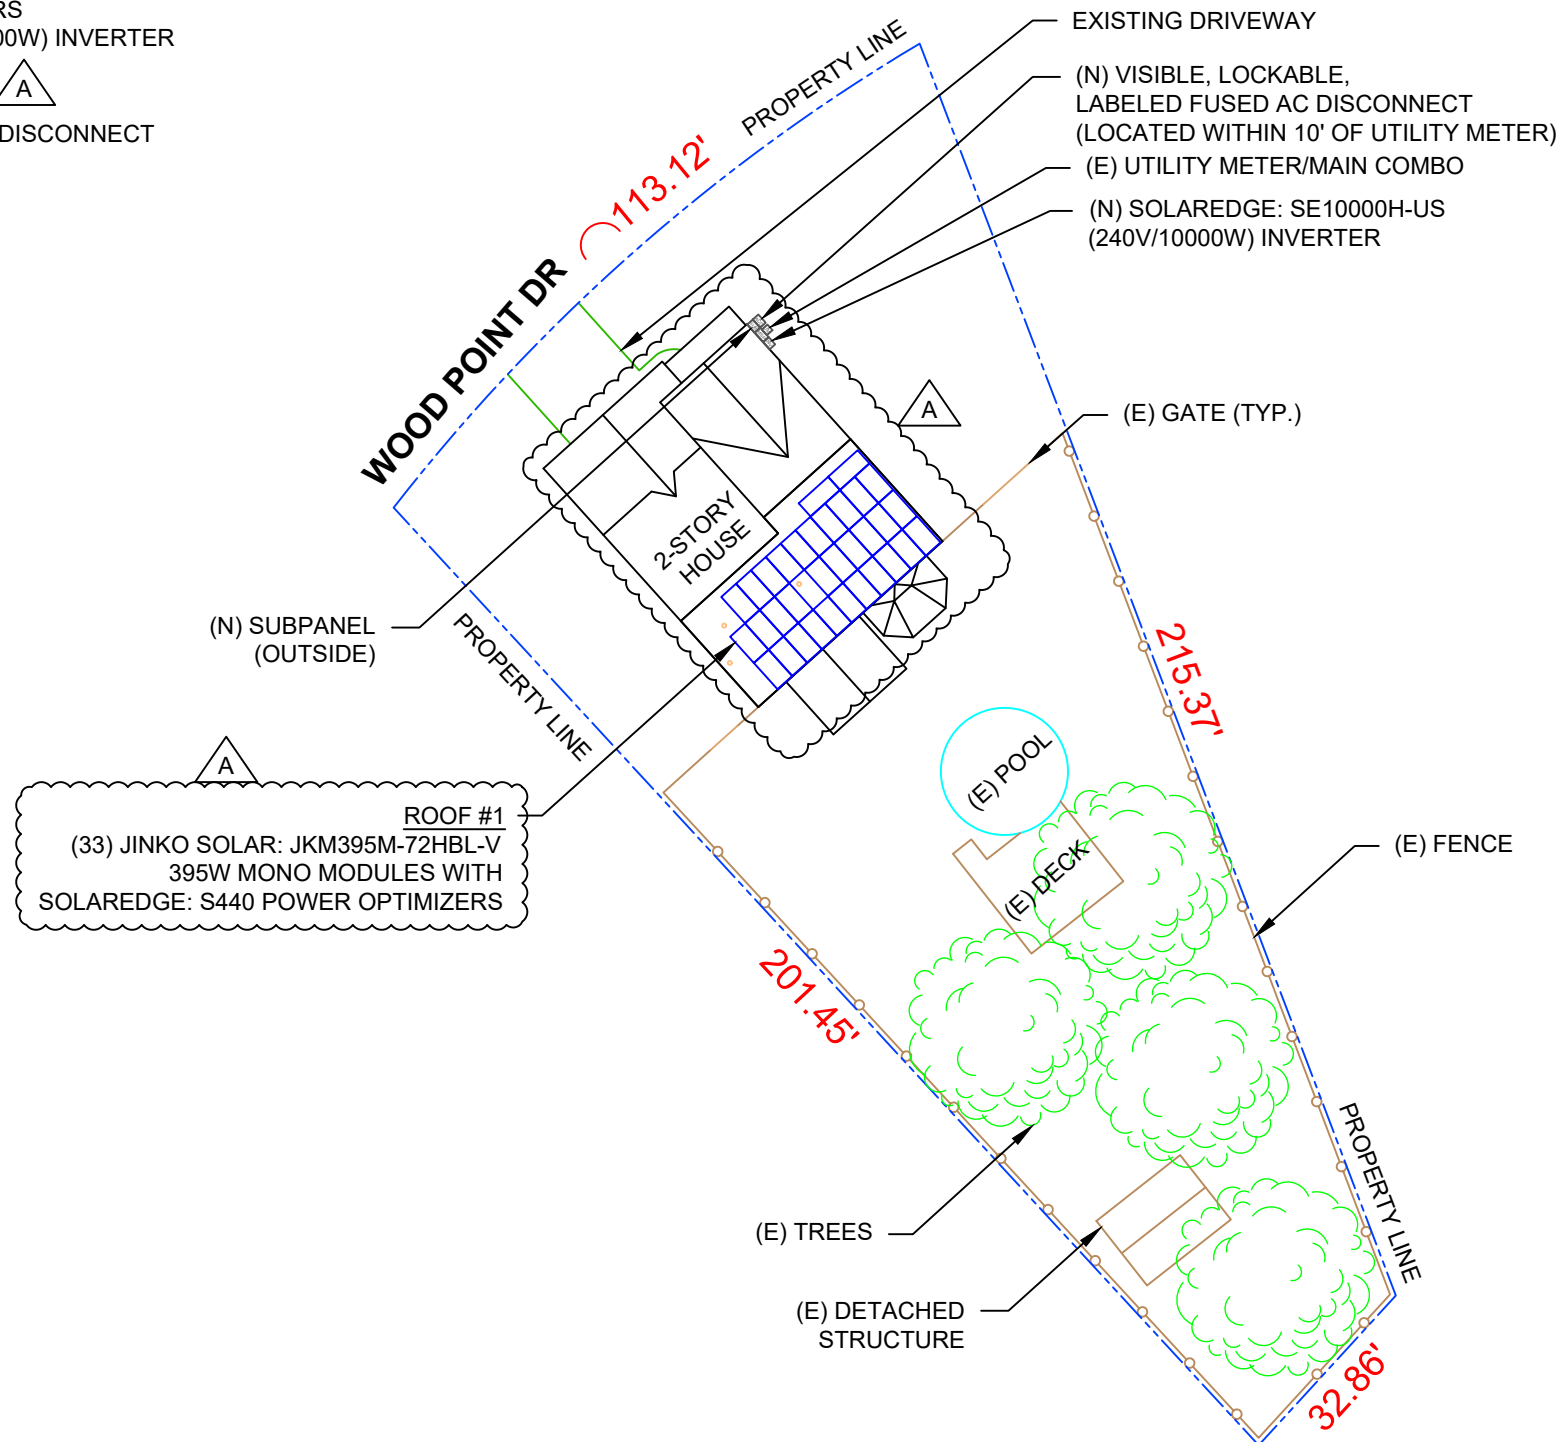 RS
00W) INVERTER
A
DISCONNECT
EXISTING DRIVEWAY
(N) VISIBLE, LOCKABLE,
LABELED FUSED AC DISCONNECT
(LOCATED WITHIN 10' OF UTILITY METER)
(E) UTILITY METER/MAIN COMBO
(N) SOLAREDGE: SE10000H-US
(240V/10000W) INVERTER
PROPERTY LINE
113.12'
WOOD POINT DR
A
(E) GATE (TYP.)
2-STORY
HOUSE
(N) SUBPANEL
(OUTSIDE)
PROPERTY LINE
215.37'
A
ROOF #1
(33) JINKO SOLAR: JKM395M-72HBL-V
395W MONO MODULES WITH
SOLAREDGE: S440 POWER OPTIMIZERS
(E) POOL
(E) DECK
(E) FENCE
201.45'
PROPERTY LINE
(E) TREES
(E) DETACHED
STRUCTURE
32.86'